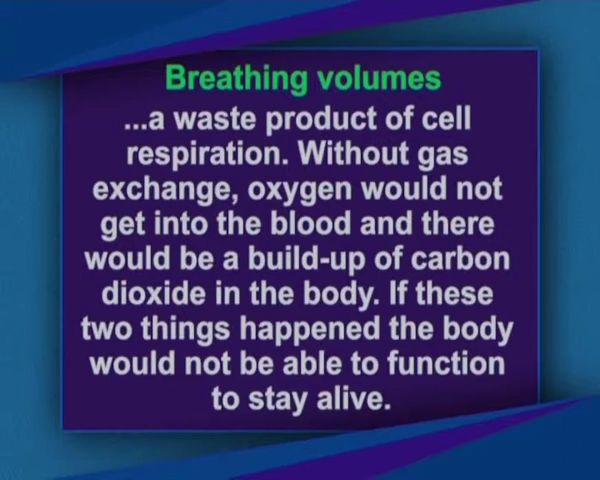 Breathing volumes
...a waste product of cell
respiration. Without gas
exchange, oxygen would not
get into the blood and there
would be a build-up of carbon
dioxide in the body. If these
two things happened the body
would not be able to function
to stay alive.